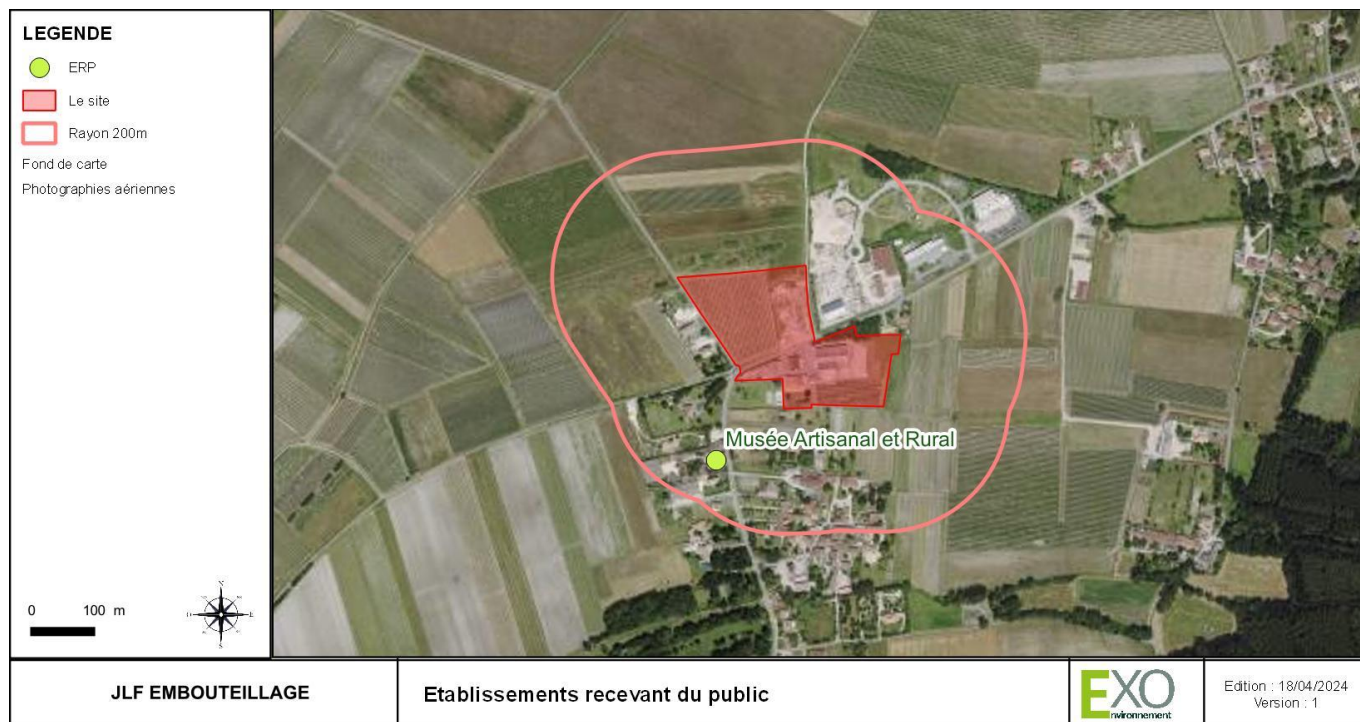 LEGENDE
ERP
Le site
Rayon 200m
Fond de carte
Photographies aériennes
0 100 m
N
E
S
Musée Artisanal et Rural
JLF EMBOUTEILLAGE
Etablissements recevant du public
EXO
nvironnement
Edition : 18/04/2024
Version : 1